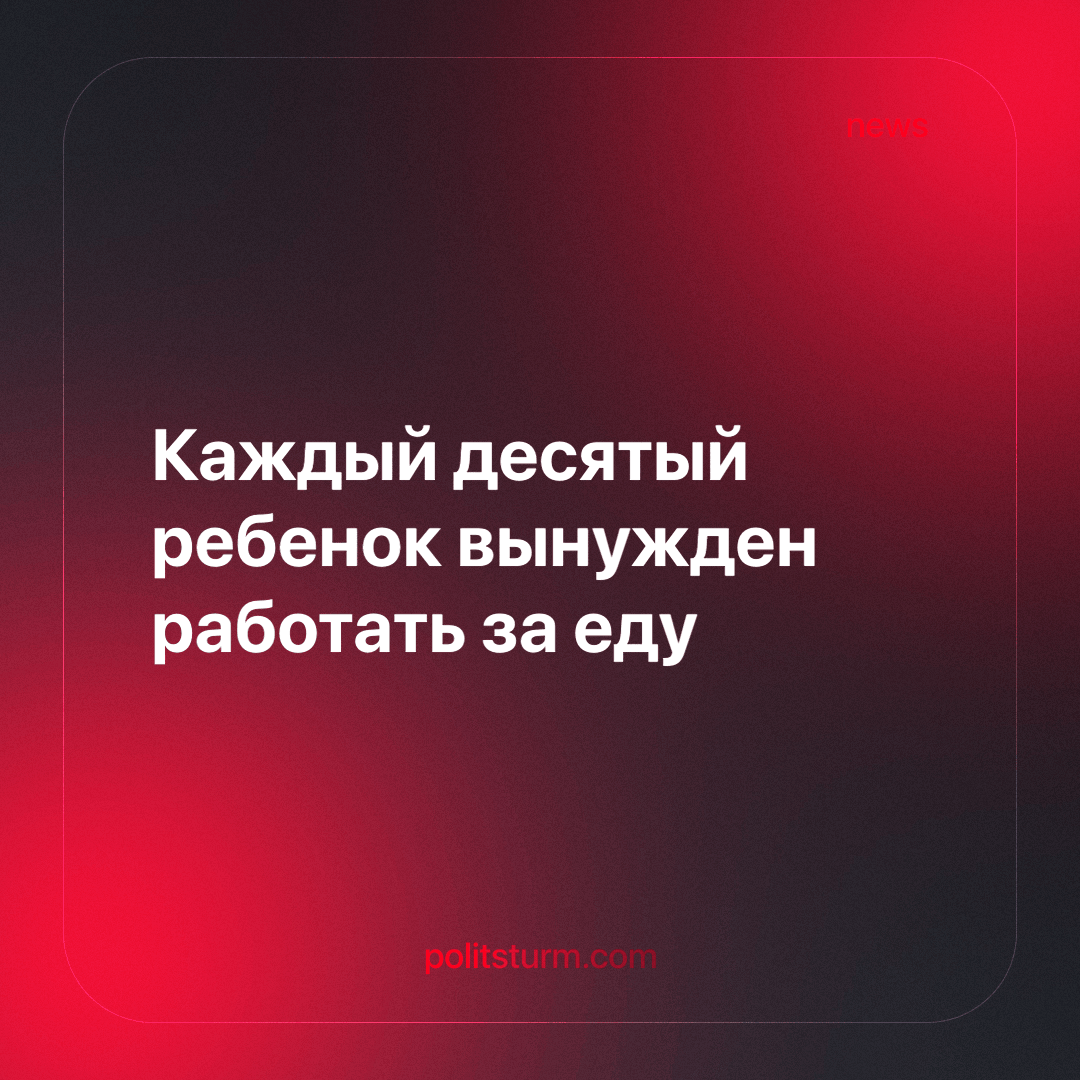 news
Каждый десятый
ребенок вынужден
работать за еду
politsturm.com